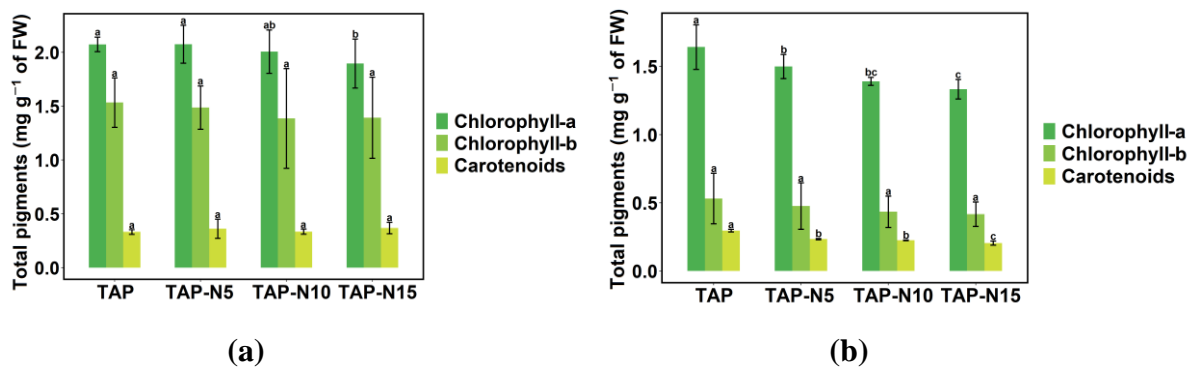 Total pigments (mg g⁻¹ of FW)
2.0
1.5
1.0
0.5
0.0
a a a
a a a
ab a a
b a a
TAP TAP-N5 TAP-N10 TAP-N15
Chlorophyll-a
Chlorophyll-b
Carotenoids
(a)
Total pigments (mg g⁻¹ of FW)
1.5
1.0
0.5
0.0
a a a
b a b
bc a b
c a c
TAP TAP-N5 TAP-N10 TAP-N15
Chlorophyll-a
Chlorophyll-b
Carotenoids
(b)